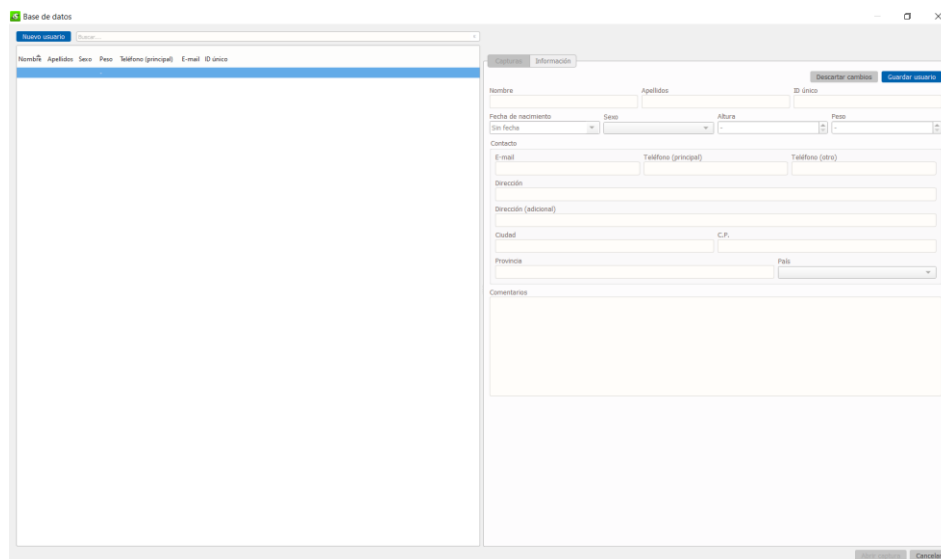 Base de datos
Nuevo usuario Buscar...
Nombre Apellidos Sexo Peso Teléfono (principal) E-mail ID único
-
Capturas Información
Descartar cambios Guardar usuario
Nombre Apellidos ID único
Fecha de nacimiento Sexo Altura Peso
Sin fecha - -
Contacto
E-mail Teléfono (principal) Teléfono (otro)
Dirección
Dirección (adicional)
Ciudad C.P.
Provincia País
Comentarios
Abrir captura Cancelar